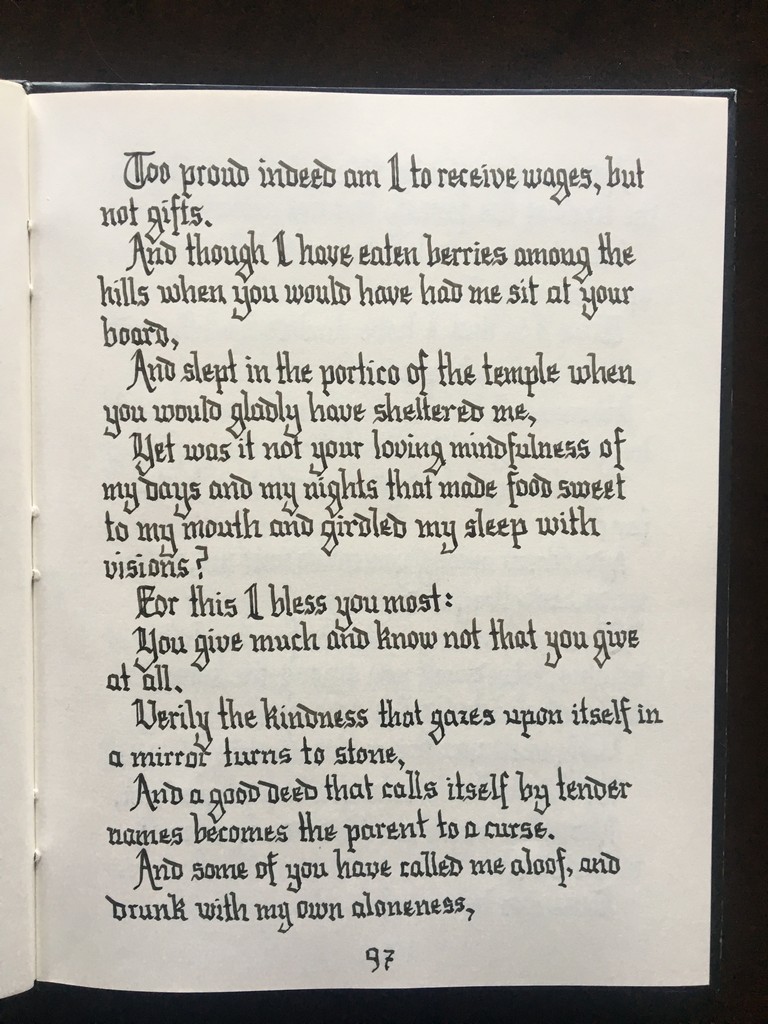 Too proud indeed am I to receive wages, but
not gifts.
And though I have eaten berries among the
hills when you would have had me sit at your
board,
And slept in the portico of the temple when
you would gladly have sheltered me,
Yet was it not your loving mindfulness of
my days and my nights that made food sweet
to my mouth and girdled my sleep with
visions?
For this I bless you most:
You give much and know not that you give
at all.
Verily the kindness that gazes upon itself in
a mirror turns to stone,
And a good deed that calls itself by tender
names becomes the parent to a curse.
And some of you have called me aloof, and
drunk with my own aloneness,
97